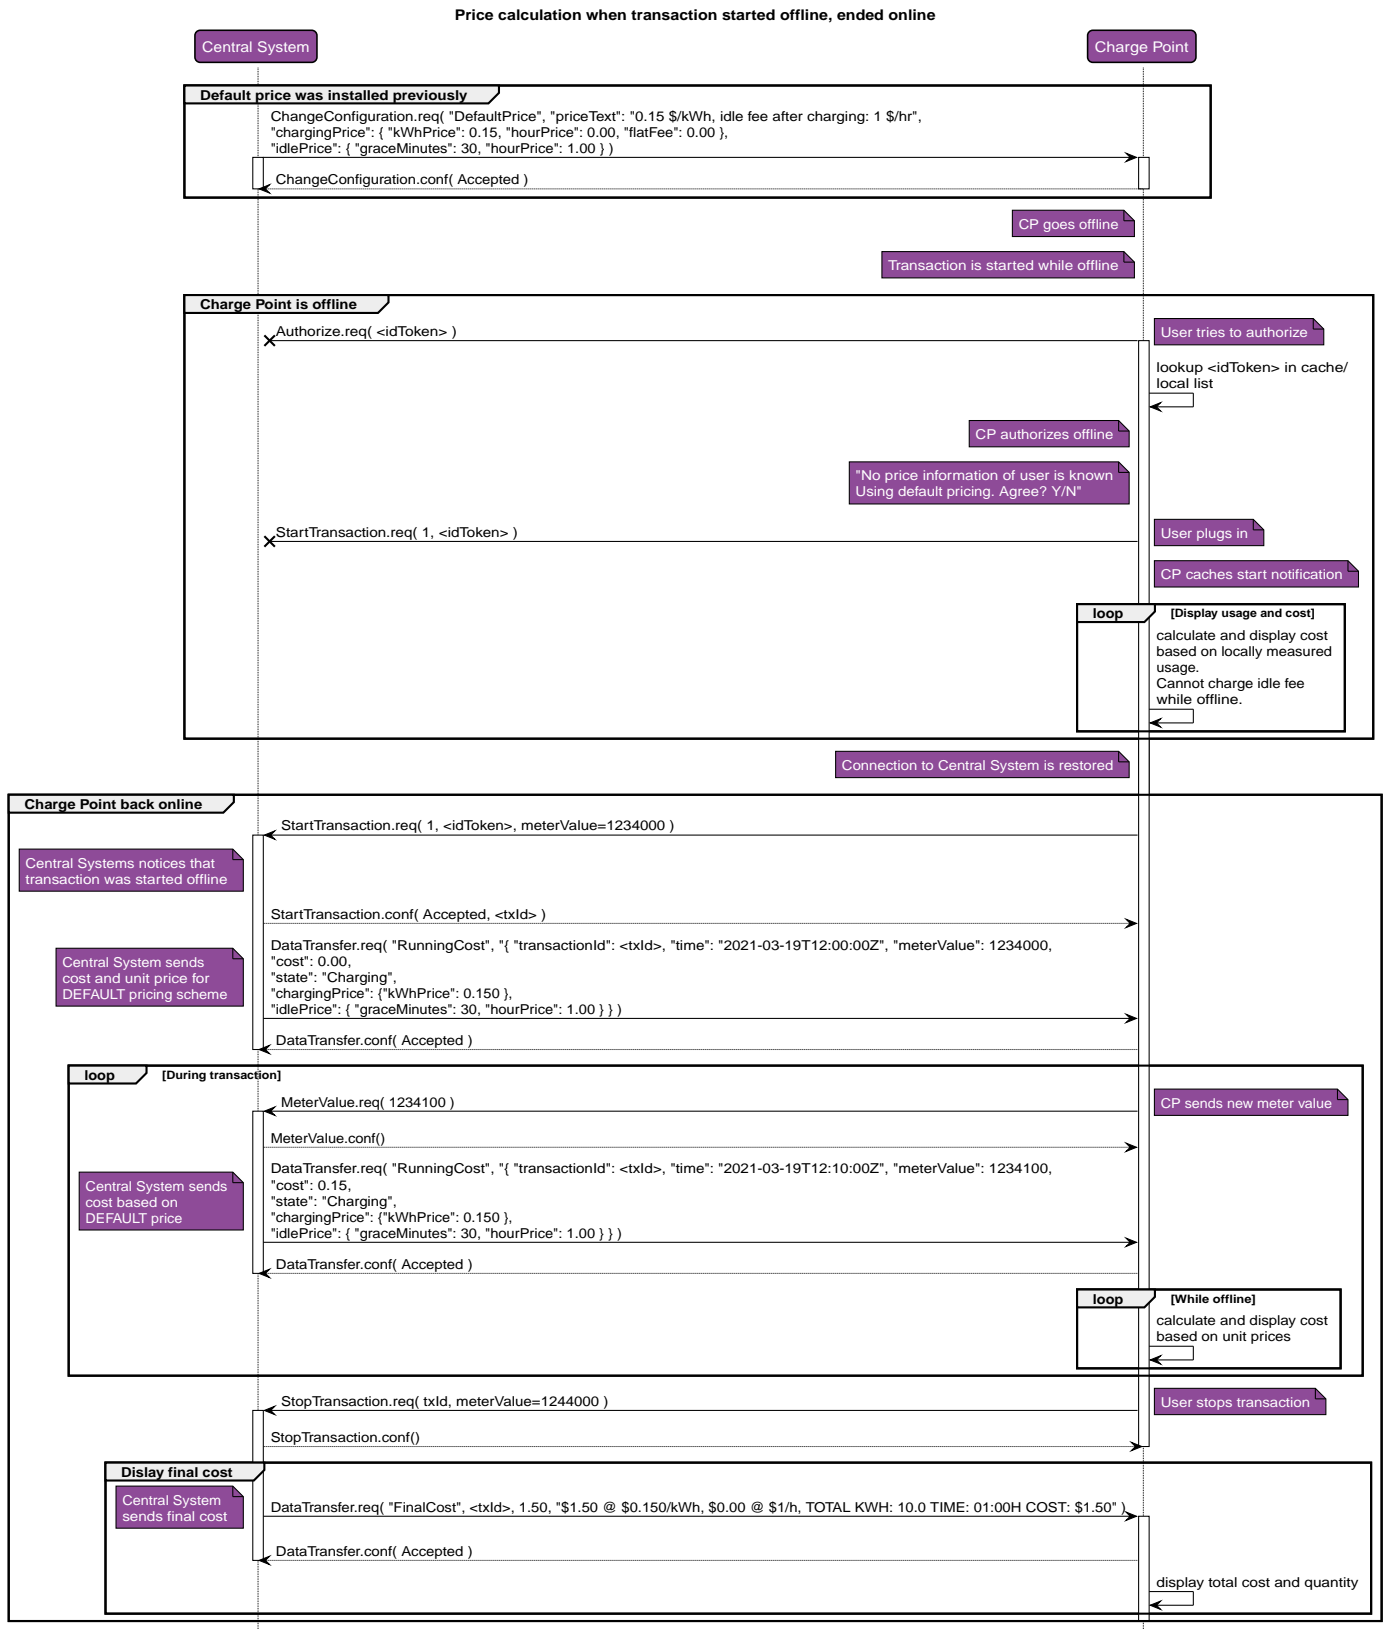 Price calculation when transaction started offline, ended online
Central System
Charge Point
Default price was installed previously
ChangeConfiguration.req( "DefaultPrice", "priceText": "0.15 $/kWh, idle fee after charging: 1 $/hr",
"chargingPrice": { "kWhPrice": 0.15, "hourPrice": 0.00, "flatFee": 0.00 },
"idlePrice": { "graceMinutes": 30, "hourPrice": 1.00 } )
ChangeConfiguration.conf( Accepted )
CP goes offline
Transaction is started while offline
Charge Point is offline
Authorize.req( <idToken> )
User tries to authorize
lookup <idToken> in cache/
local list
CP authorizes offline
"No price information of user is known
Using default pricing. Agree? Y/N"
StartTransaction.req( 1, <idToken> )
User plugs in
CP caches start notification
loop
[Display usage and cost]
calculate and display cost
based on locally measured
usage.
Cannot charge idle fee
while offline.
Connection to Central System is restored
Charge Point back online
StartTransaction.req( 1, <idToken>, meterValue=1234000 )
Central Systems notices that
transaction was started offline
StartTransaction.conf( Accepted, <txId> )
DataTransfer.req( "RunningCost", "{ "transactionId": <txId>, "time": "2021-03-19T12:00:00Z", "meterValue": 1234000,
"cost": 0.00,
"state": "Charging",
"chargingPrice": {"kWhPrice": 0.150 },
"idlePrice": { "graceMinutes": 30, "hourPrice": 1.00 } } )
Central System sends
cost and unit price for
DEFAULT pricing scheme
DataTransfer.conf( Accepted )
loop
[During transaction]
MeterValue.req( 1234100 )
CP sends new meter value
MeterValue.conf()
DataTransfer.req( "RunningCost", "{ "transactionId": <txId>, "time": "2021-03-19T12:10:00Z", "meterValue": 1234100,
"cost": 0.15,
"state": "Charging",
"chargingPrice": {"kWhPrice": 0.150 },
"idlePrice": { "graceMinutes": 30, "hourPrice": 1.00 } } )
Central System sends
cost based on
DEFAULT price
DataTransfer.conf( Accepted )
loop
[While offline]
calculate and display cost
based on unit prices
StopTransaction.req( txId, meterValue=1244000 )
User stops transaction
StopTransaction.conf()
Dislay final cost
Central System
sends final cost
DataTransfer.req( "FinalCost", <txId>, 1.50, "$1.50 @ $0.150/kWh, $0.00 @ $1/h, TOTAL KWH: 10.0 TIME: 01:00H COST: $1.50" )
DataTransfer.conf( Accepted )
display total cost and quantity